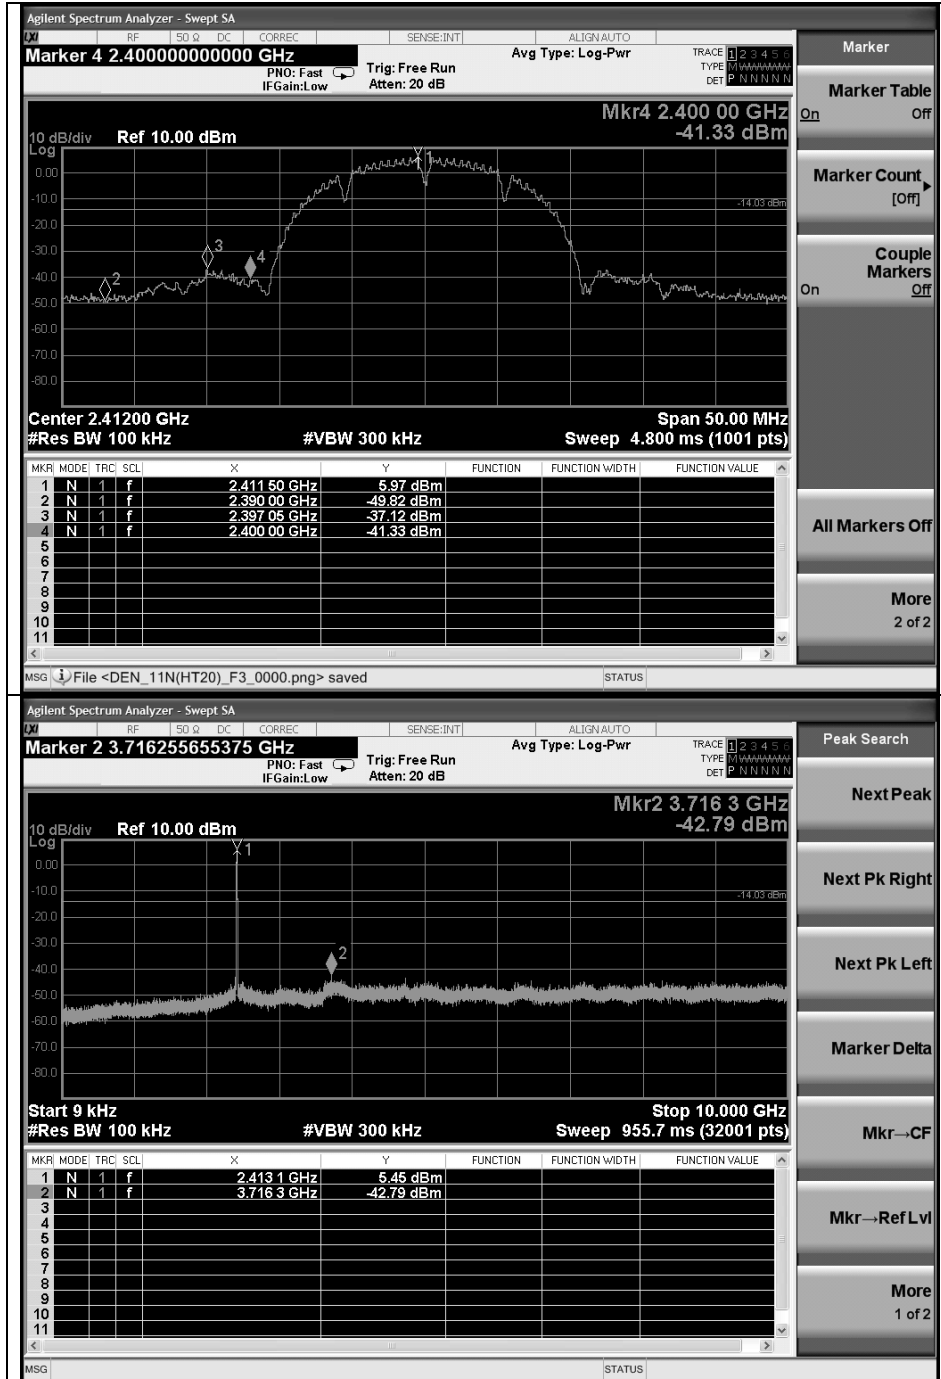 Agilent Spectrum Analyzer - Swept SA
LXI RF 50 Ω DC CORREC SENSE:INT ALIGNAUTO
Marker 4 2.400000000000 GHz
PNO: Fast
IFGain:Low
Trig: Free Run
Atten: 20 dB
Avg Type: Log-Pwr
TRACE 1 2 3 4 5 6
TYPE M
DET P N N N N N
Mkr4 2.400 00 GHz
-41.33 dBm
10 dB/div Ref 10.00 dBm
Log
0.00
-10.0
-20.0
-30.0
-40.0
-50.0
-60.0
-70.0
-80.0
1
2
3
4
-14.03 dBm
Center 2.41200 GHz Span 50.00 MHz
#Res BW 100 kHz #VBW 300 kHz Sweep 4.800 ms (1001 pts)
MKR MODE TRC SCL X Y FUNCTION FUNCTION WIDTH FUNCTION VALUE
1 N 1 f 2.411 50 GHz 5.97 dBm
2 N 1 f 2.390 00 GHz -49.82 dBm
3 N 1 f 2.397 05 GHz -37.12 dBm
4 N 1 f 2.400 00 GHz -41.33 dBm
5
6
7
8
9
10
11
MSG File <DEN_11N(HT20)_F3_0000.png> saved STATUS
Marker
Marker Table
On Off
Marker Count
[Off]
Couple
Markers
On Off
All Markers Off
More
2 of 2
Agilent Spectrum Analyzer - Swept SA
LXI RF 50 Ω DC CORREC SENSE:INT ALIGNAUTO
Marker 2 3.716255655375 GHz
PNO: Fast
IFGain:Low
Trig: Free Run
Atten: 20 dB
Avg Type: Log-Pwr
TRACE 1 2 3 4 5 6
TYPE M
DET P N N N N N
Mkr2 3.716 3 GHz
-42.79 dBm
10 dB/div Ref 10.00 dBm
Log
0.00
-10.0
-20.0
-30.0
-40.0
-50.0
-60.0
-70.0
-80.0
1
2
-14.03 dBm
Start 9 kHz Stop 10.000 GHz
#Res BW 100 kHz #VBW 300 kHz Sweep 955.7 ms (32001 pts)
MKR MODE TRC SCL X Y FUNCTION FUNCTION WIDTH FUNCTION VALUE
1 N 1 f 2.413 1 GHz 5.45 dBm
2 N 1 f 3.716 3 GHz -42.79 dBm
3
4
5
6
7
8
9
10
11
MSG STATUS
Peak Search
Next Peak
Next Pk Right
Next Pk Left
Marker Delta
Mkr→CF
Mkr→Ref Lvl
More
1 of 2